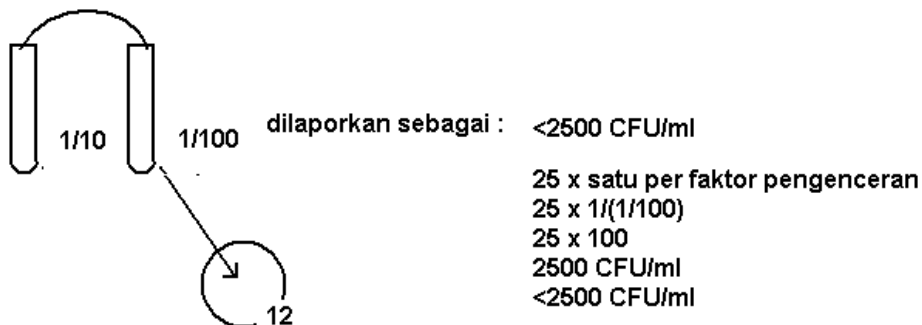 1/10
1/100
dilaporkan sebagai :
<2500 CFU/ml
25 x satu per faktor pengenceran
25 x 1/(1/100)
25 x 100
2500 CFU/ml
<2500 CFU/ml
12